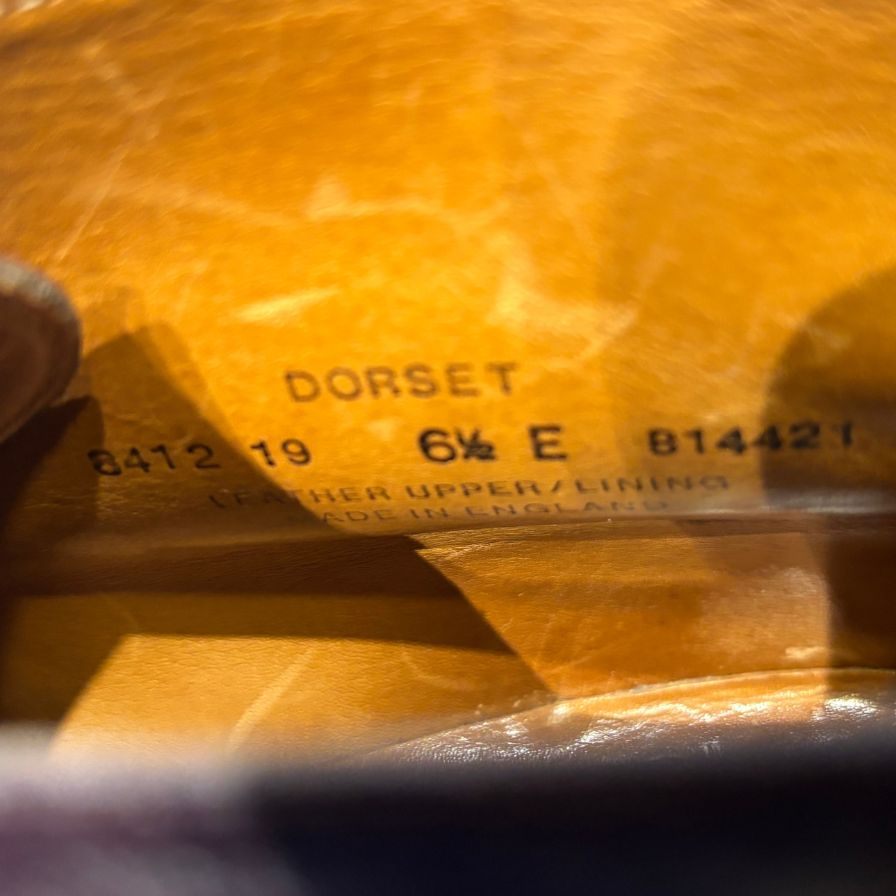 DORSET
8412 19 6½ E 814421
LEATHER UPPER/LINING
MADE IN ENGLAND